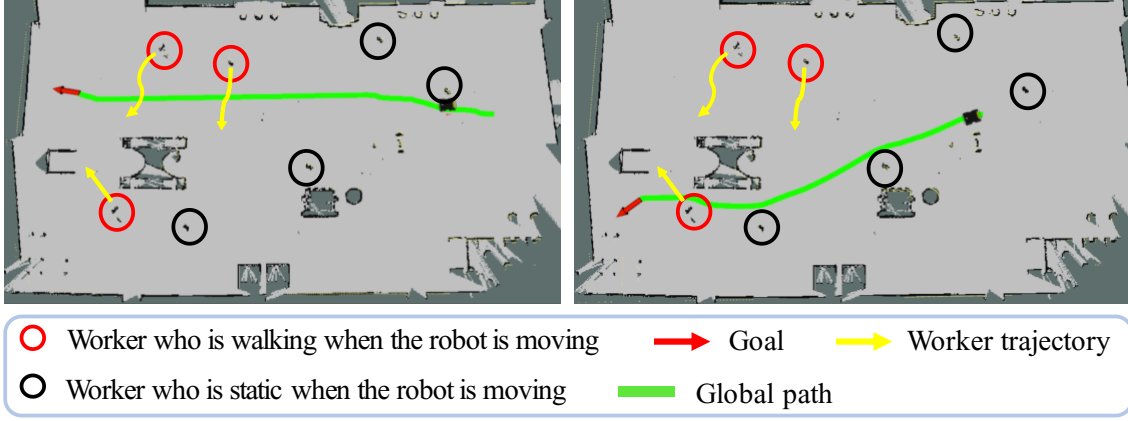 Worker who is walking when the robot is moving Goal Worker trajectory
Worker who is static when the robot is moving Global path